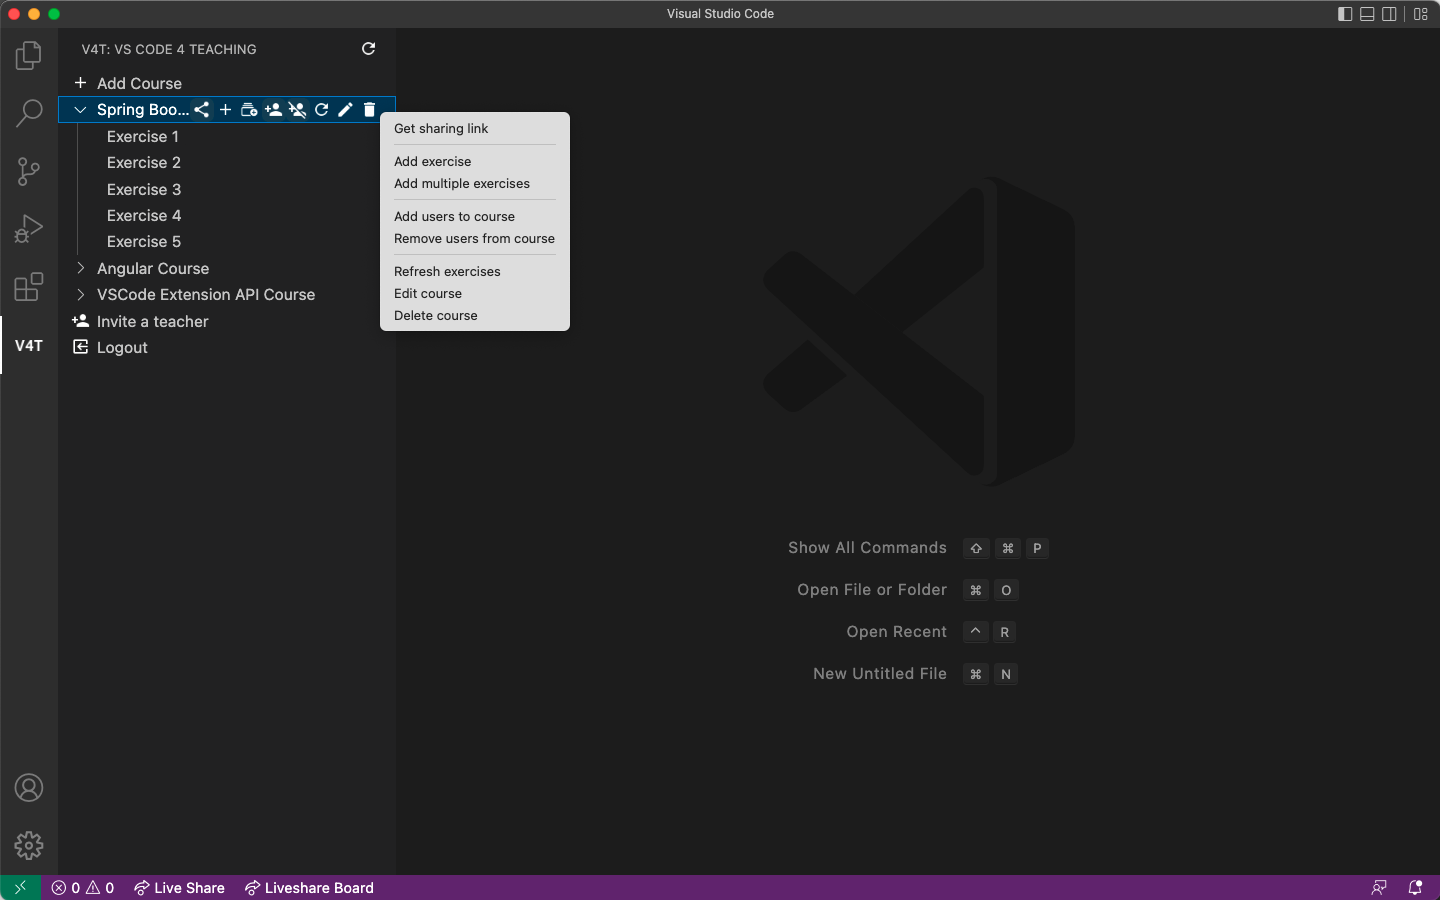 Visual Studio Code
V4T: VS CODE 4 TEACHING
Add Course
Spring Boo...
Exercise 1
Exercise 2
Exercise 3
Exercise 4
Exercise 5
Angular Course
VSCode Extension API Course
Invite a teacher
Logout
V4T
Get sharing link
Add exercise
Add multiple exercises
Add users to course
Remove users from course
Refresh exercises
Edit course
Delete course
Show All Commands ⇧ ⌘ P
Open File or Folder ⌘ O
Open Recent ^ R
New Untitled File ⌘ N
0 0 Live Share Liveshare Board